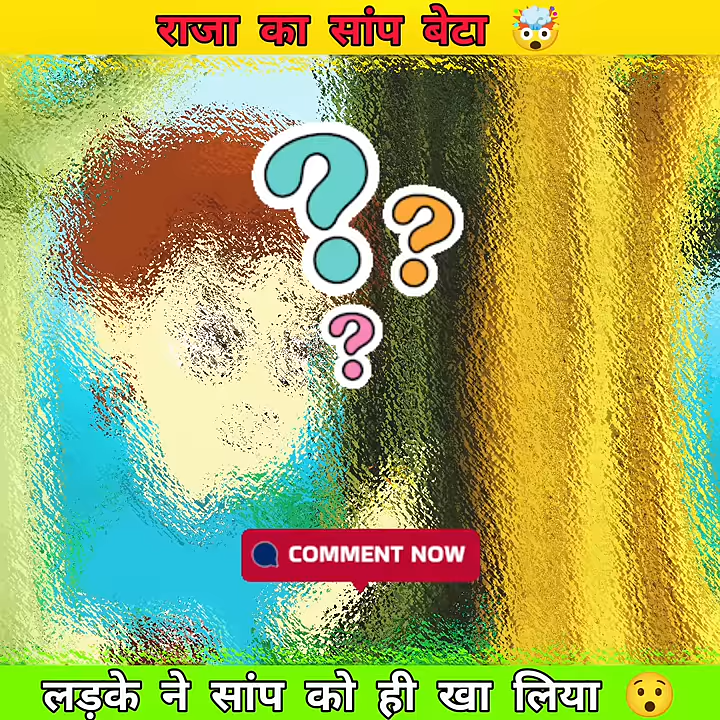 राजा का सांप बेटा 🤯
COMMENT NOW
लड़के ने सांप को ही खा लिया 😯